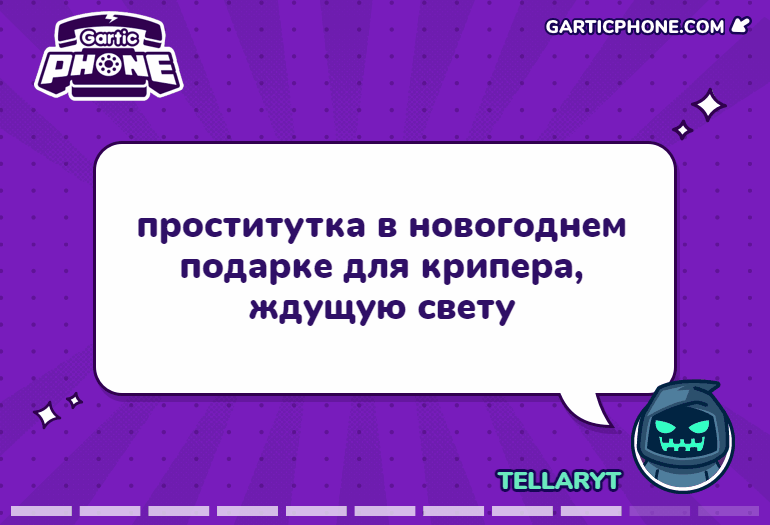 Gartic
PHONE
GARTICPHONE.COM
проститутка в новогоднем
подарке для крипера,
ждущую свету
TELLARYT